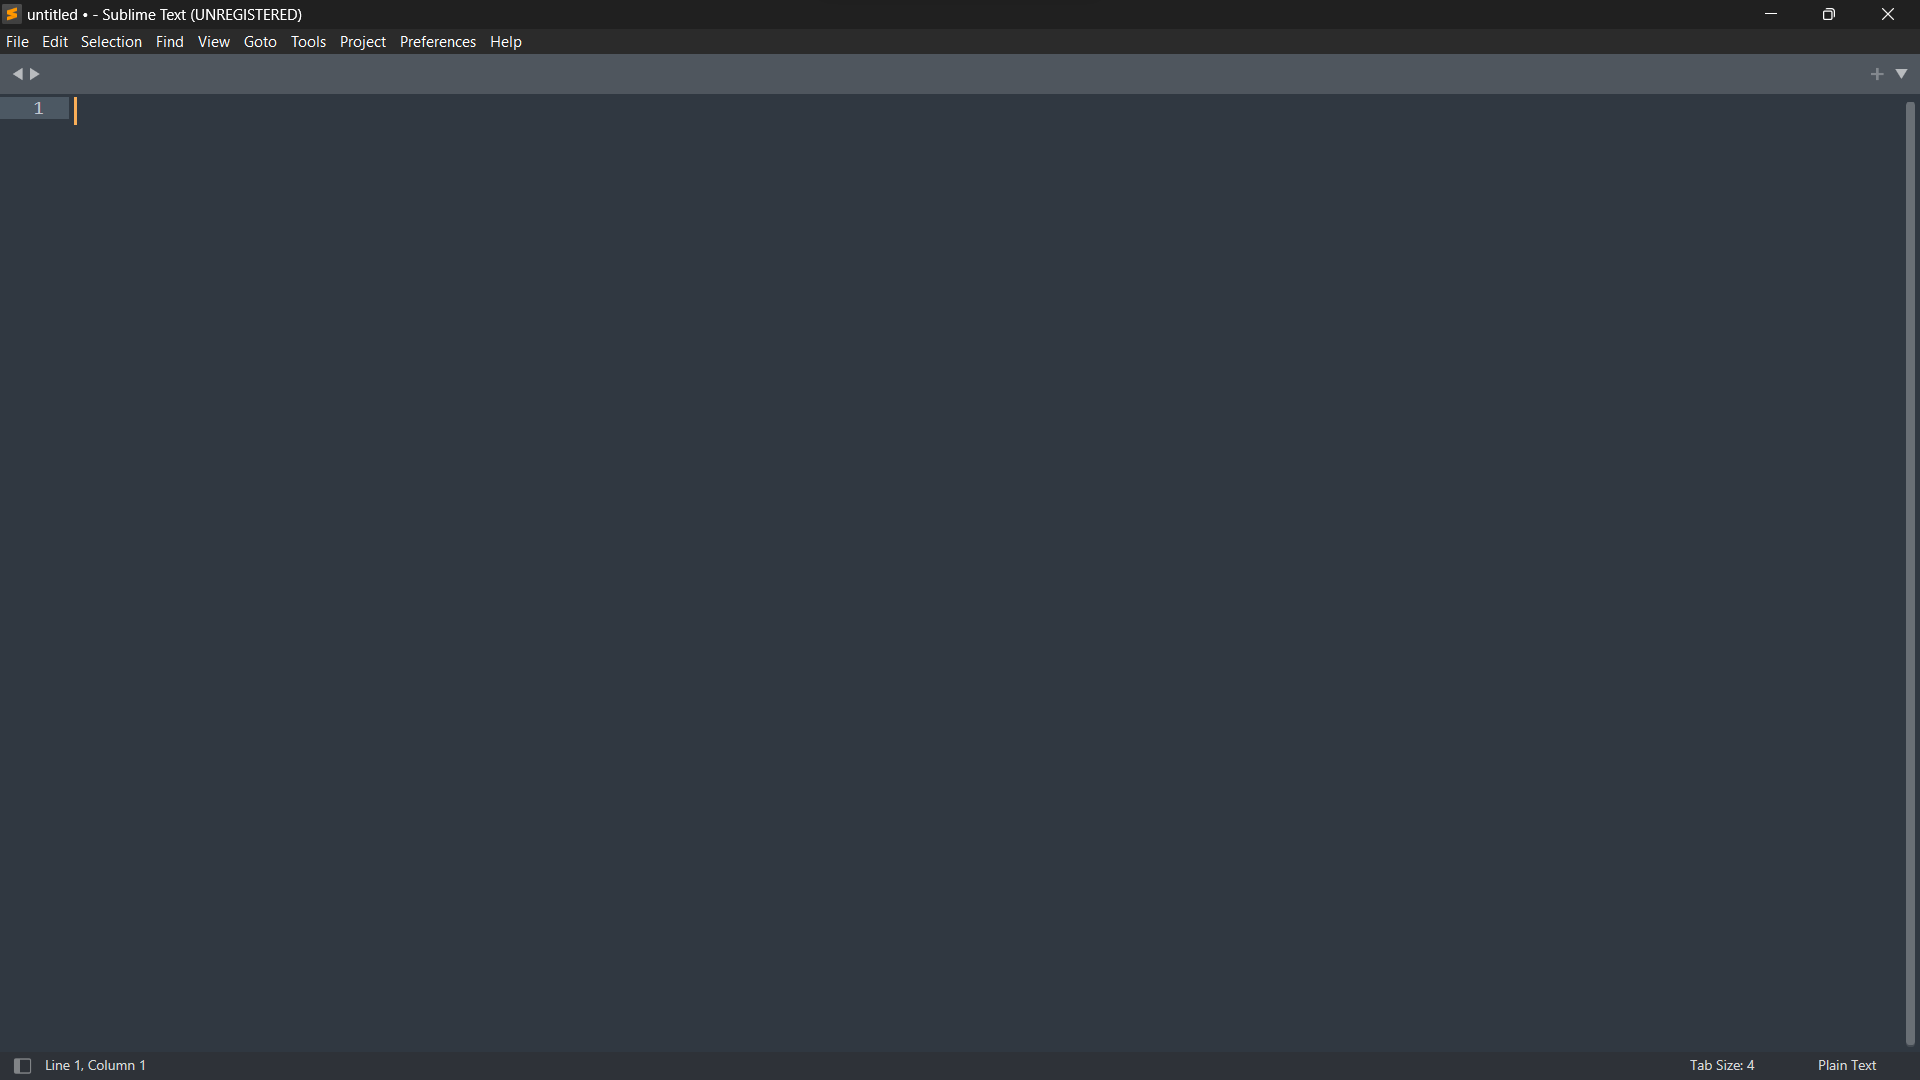 untitled • - Sublime Text (UNREGISTERED)
File Edit Selection Find View Goto Tools Project Preferences Help
1
Line 1, Column 1 Tab Size: 4 Plain Text